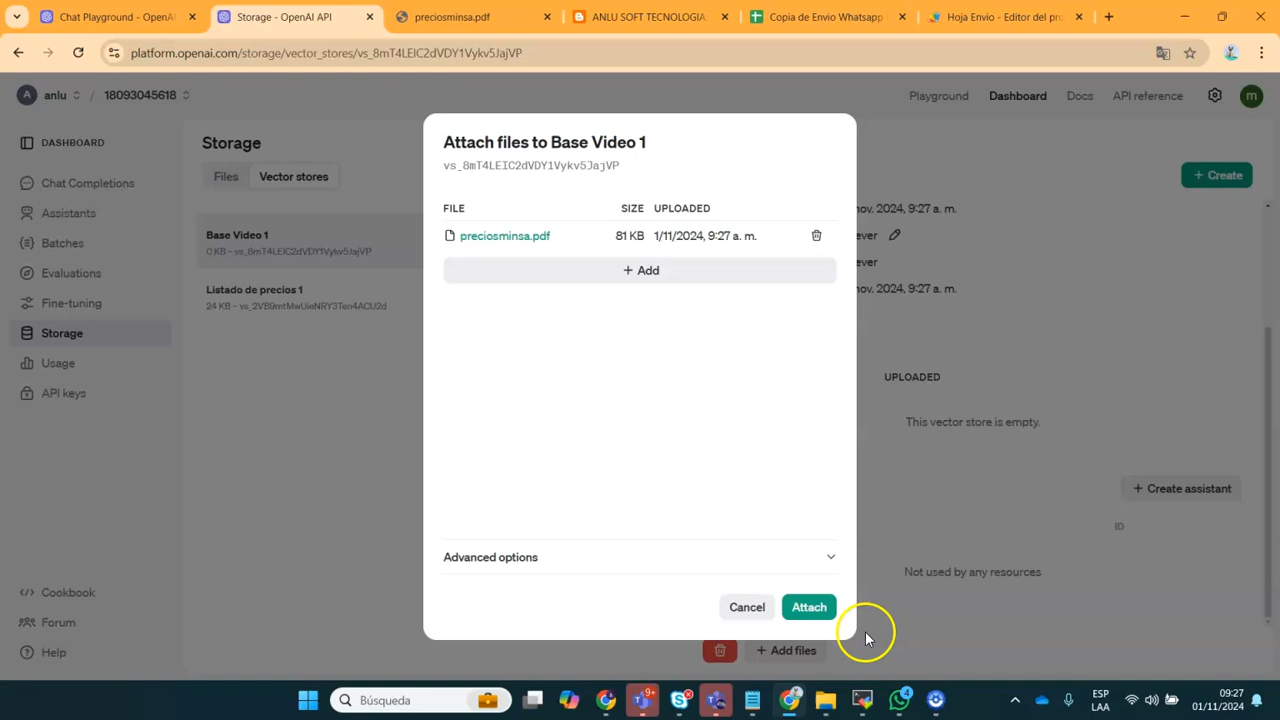 Chat Playground - OpenAI
Storage - OpenAI API
preciosminsa.pdf
ANLU SOFT TECNOLOGIA
Copia de Envio Whatsapp
Hoja Envio - Editor del pro
platform.openai.com/storage/vector_stores/vs_8mT4LEIC2dVDY1Vykv5JajVP
A anlu / 18093045618
Playground Dashboard Docs API reference m
DASHBOARD
Chat Completions
Assistants
Batches
Evaluations
Fine-tuning
Storage
Usage
API keys
Cookbook
Forum
Help
Storage
Files Vector stores
+ Create
Base Video 1
0 KB – vs_8mT4LEIC2dVDY1Vykv5JajVP
Listado de precios 1
24 KB – vs_2VB9mtMwUieNRY3Ten4ACU2d
Attach files to Base Video 1
vs_8mT4LEIC2dVDY1Vykv5JajVP
FILE SIZE UPLOADED
preciosminsa.pdf 81 KB 1/11/2024, 9:27 a. m.
+ Add
Advanced options
Cancel Attach
nov. 2024, 9:27 a. m.
ever
ever
nov. 2024, 9:27 a. m.
UPLOADED
This vector store is empty.
+ Create assistant
ID
Not used by any resources
+ Add files
Búsqueda
9+
4
ESP
LAA
09:27
01/11/2024